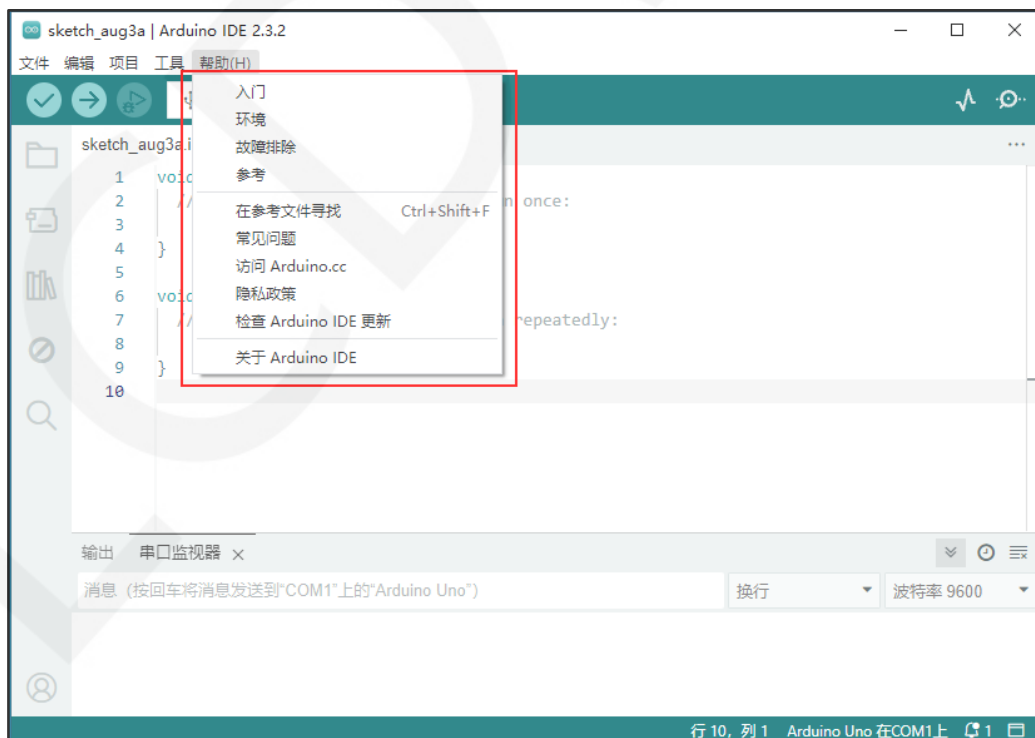 sketch_aug3a | Arduino IDE 2.3.2
文件 编辑 项目 工具 帮助(H)
入门
环境
故障排除
参考
在参考文件寻找 Ctrl+Shift+F
常见问题
访问 Arduino.cc
隐私政策
检查 Arduino IDE 更新
关于 Arduino IDE
sketch_aug3a.i
...
1 voi
2 // n once:
3
4 }
5
6 voi
7 // repeatedly:
8
9 }
10
输出 串口监视器 ×
消息（按回车将消息发送到“COM1”上的“Arduino Uno”） 换行 波特率 9600
行 10，列 1 Arduino Uno 在COM1上 1